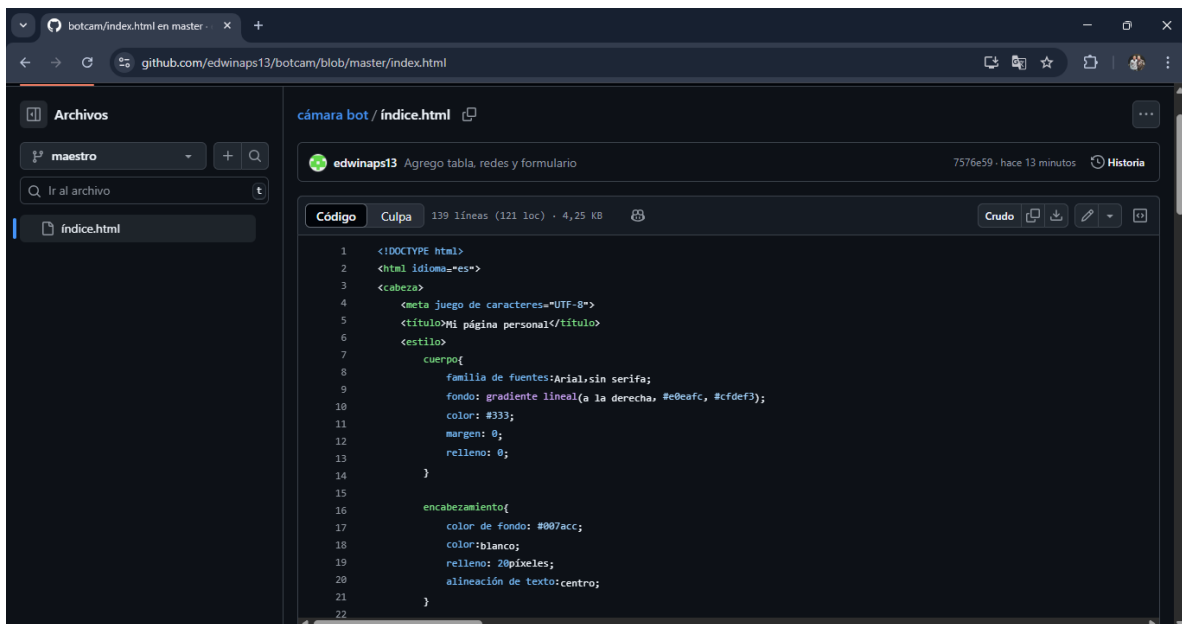 botcam/index.html en master ·
github.com/edwinaps13/botcam/blob/master/index.html
Archivos
maestro
Ir al archivo
t
índice.html
cámara bot / índice.html
edwinaps13 Agrego tabla, redes y formulario
7576e59 · hace 13 minutos
Historia
Código Culpa 139 líneas (121 loc) · 4,25 KB
Crudo
1 <!DOCTYPE html>
2 <html idioma="es">
3 <cabeza>
4 <meta juego de caracteres="UTF-8">
5 <título>Mi página personal</título>
6 <estilo>
7 cuerpo{
8 familia de fuentes:Arial,sin serifa;
9 fondo: gradiente lineal(a la derecha, #e0eafc, #cfdef3);
10 color: #333;
11 margen: 0;
12 relleno: 0;
13 }
14
15
16 encabezamiento{
17 color de fondo: #007acc;
18 color:blanco;
19 relleno: 20píxeles;
20 alineación de texto:centro;
21 }
22